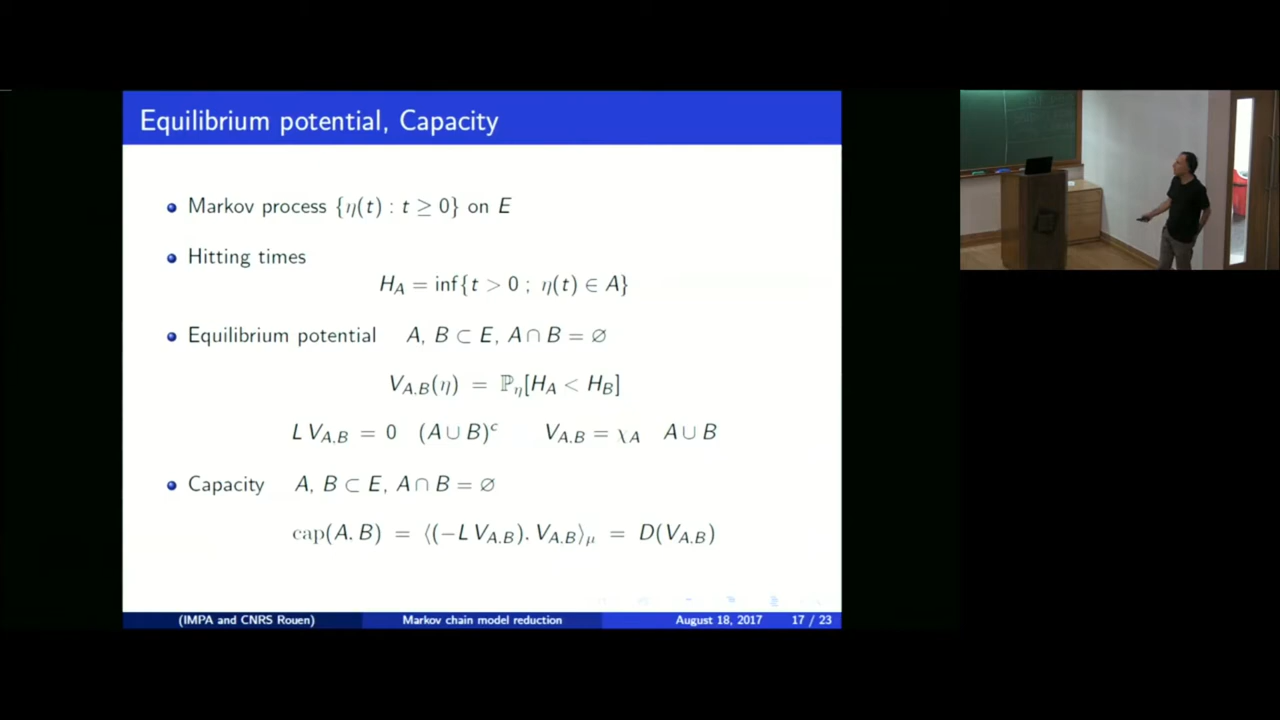 Equilibrium potential, Capacity
Markov process {η(t) : t ≥ 0} on E
Hitting times
H_A = inf{t > 0 ; η(t) ∈ A}
Equilibrium potential A, B ⊂ E, A ∩ B = ∅
V_{A,B}(η) = ℙ_η[H_A < H_B]
L V_{A,B} = 0 (A ∪ B)^c V_{A,B} = χ_A A ∪ B
Capacity A, B ⊂ E, A ∩ B = ∅
cap(A, B) = ⟨(−L V_{A,B}), V_{A,B}⟩_μ = D(V_{A,B})
(IMPA and CNRS Rouen) Markov chain model reduction August 18, 2017 17 / 23